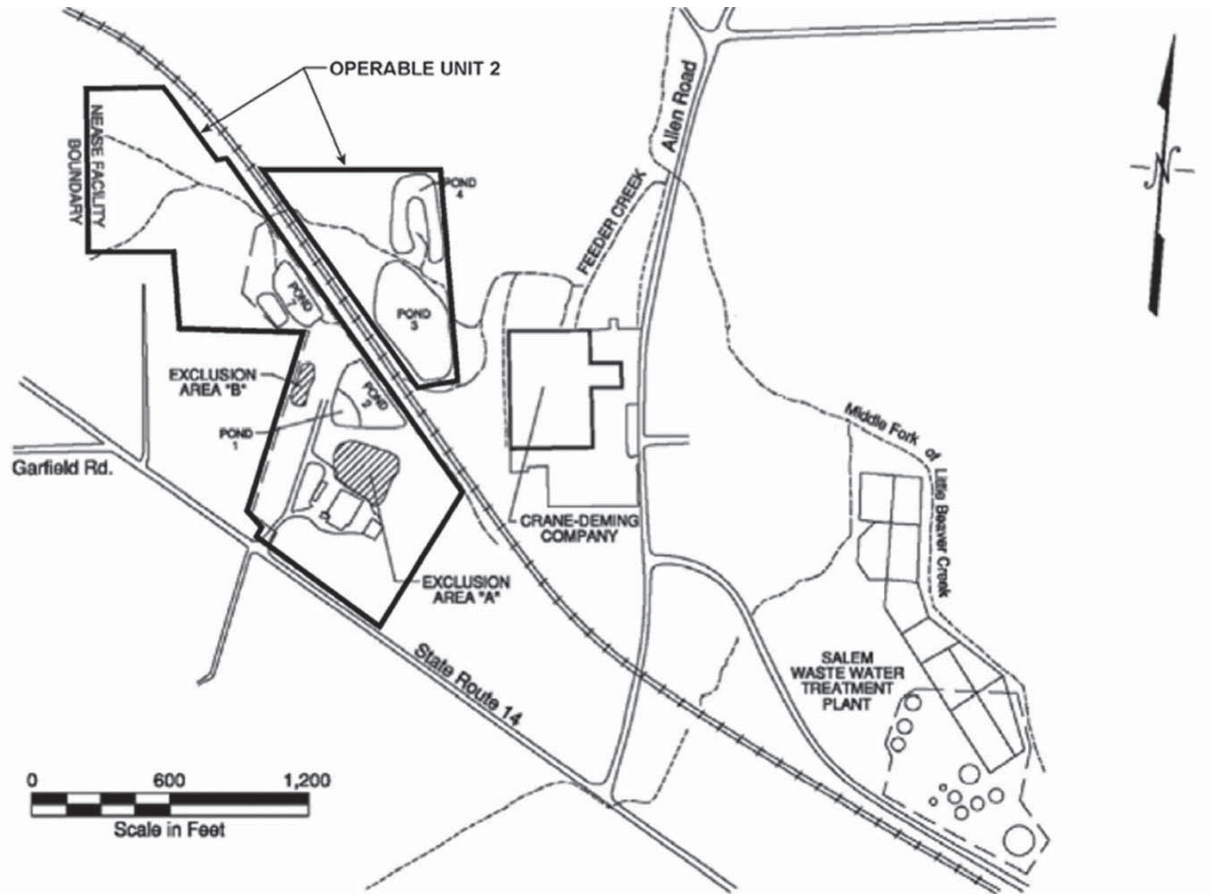 OPERABLE UNIT 2
NEASE FACILITY
BOUNDARY
POND
4
Allen Road
FEEDER CREEK
N
POND
7
POND
3
EXCLUSION
AREA "B"
POND
2
POND
1
Garfield Rd.
Middle Fork of Little Beaver Creek
CRANE-DEMING
COMPANY
EXCLUSION
AREA "A"
State Route 14
SALEM
WASTE WATER
TREATMENT
PLANT
0 600 1,200
Scale in Feet